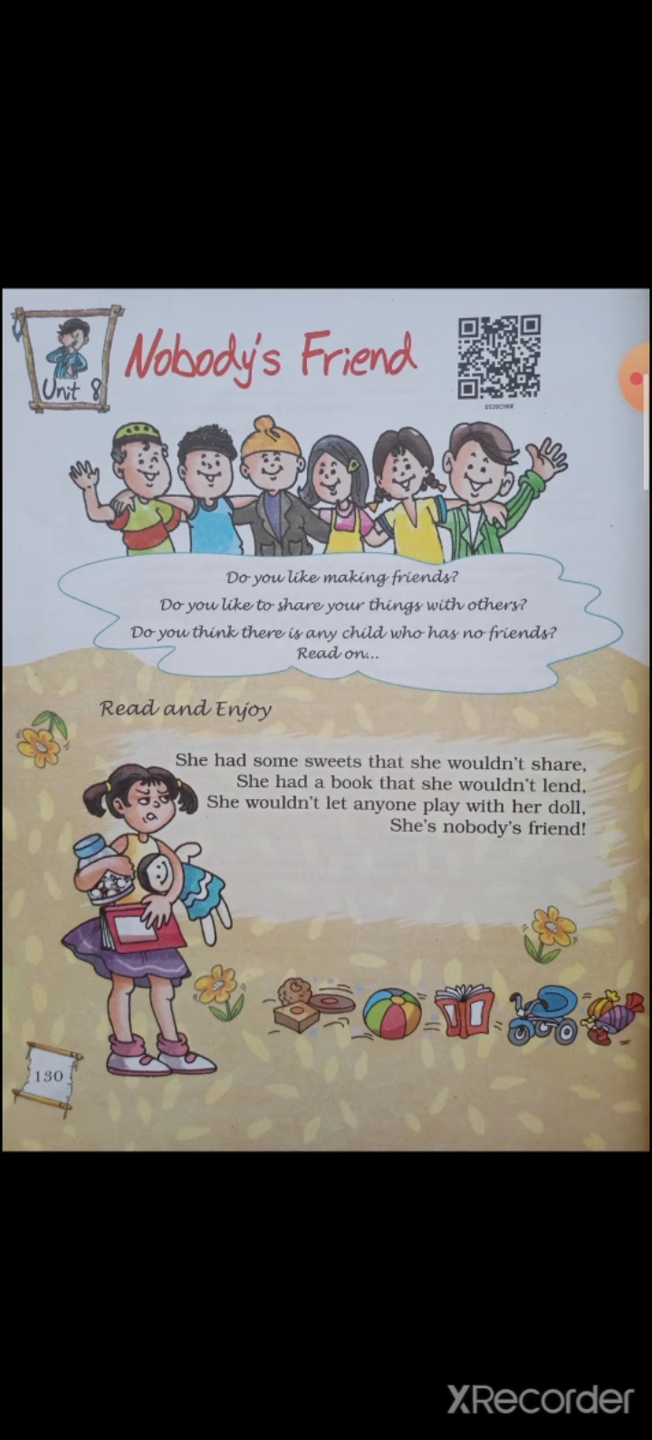 Unit 8
Nobody's Friend
0529CH08
Do you like making friends?
Do you like to share your things with others?
Do you think there is any child who has no friends?
Read on...
Read and Enjoy
She had some sweets that she wouldn't share,
She had a book that she wouldn't lend,
She wouldn't let anyone play with her doll,
She's nobody's friend!
130
XRecorder